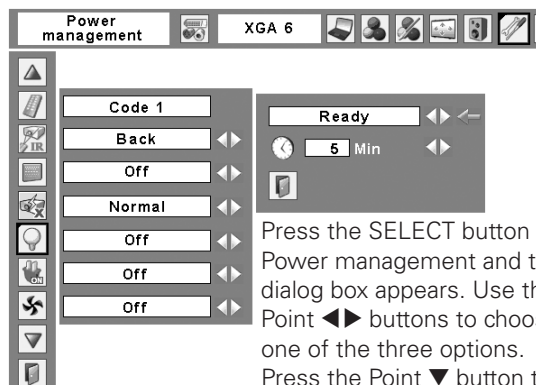 Power management
XGA 6
IR
Code 1
Back
Off
Normal
Off
Off
Off
Ready
5 Min
Press the SELECT button
Power management and
dialog box appears. Use
Point ◀▶ buttons to
one of the three options.
Press the Point ▼ button